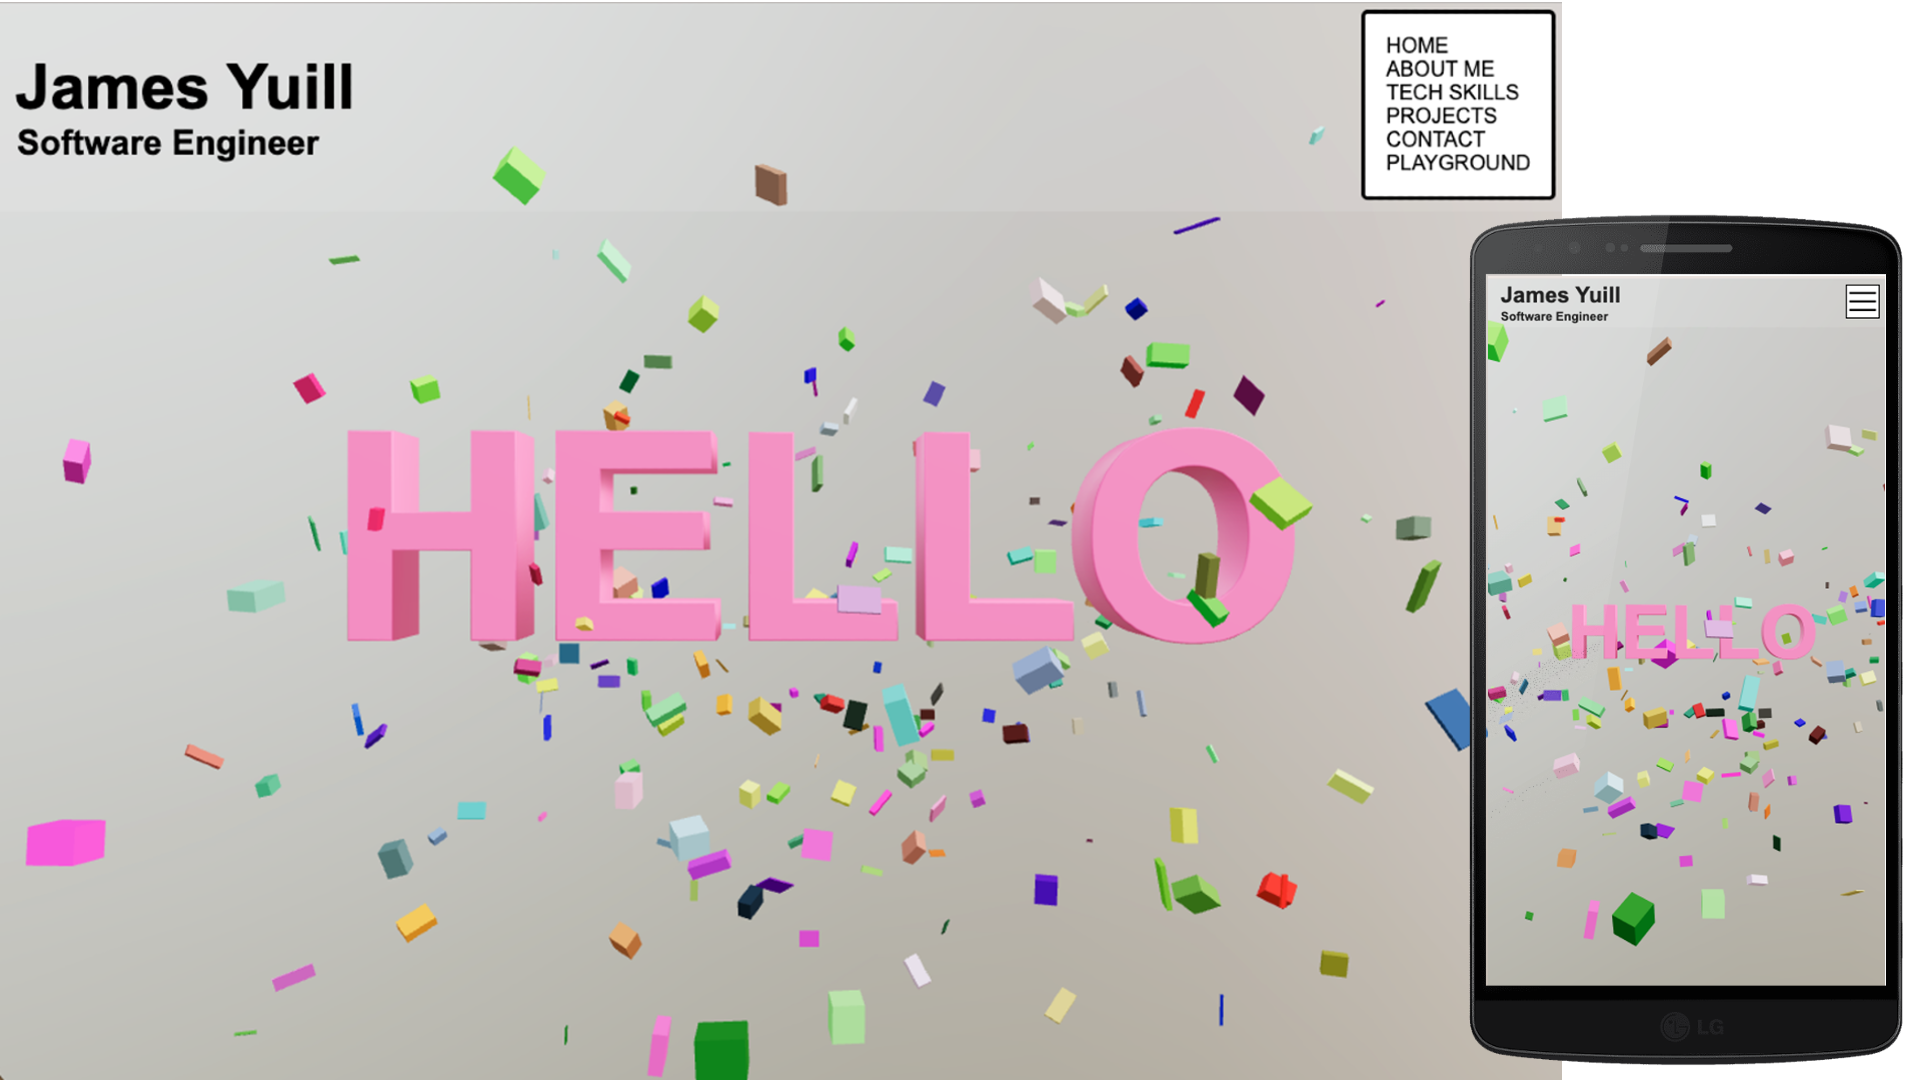 James Yuill
Software Engineer
HOME
ABOUT ME
TECH SKILLS
PROJECTS
CONTACT
PLAYGROUND
HELLO
James Yuill
Software Engineer
HELLO
LG